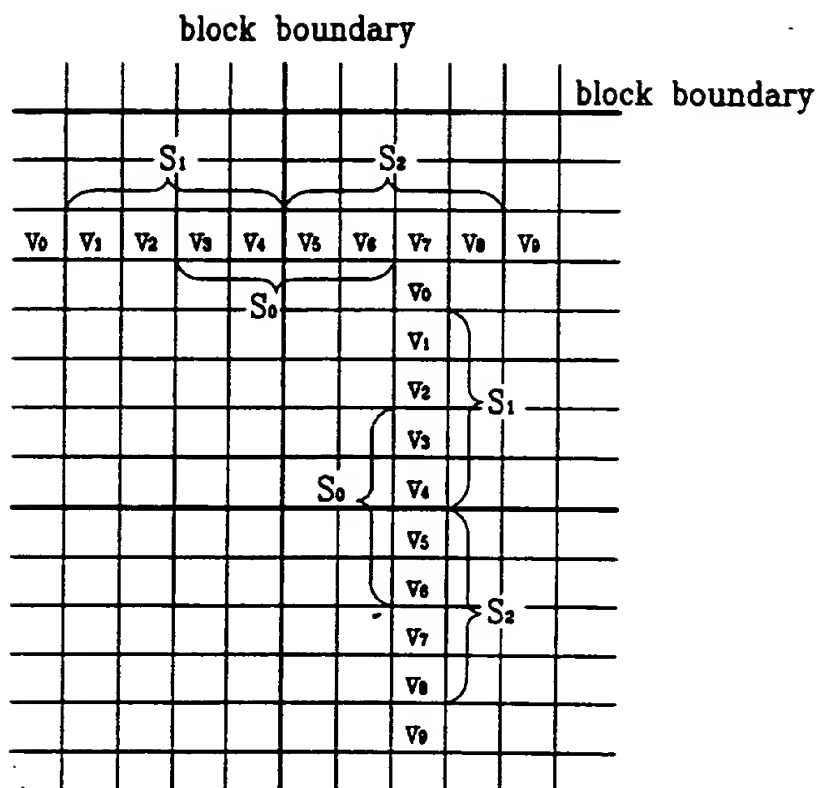 block boundary
block boundary
S₁ S₂
V₀ V₁ V₂ V₃ V₄ V₅ V₆ V₇ V₈ V₉
S₀ V₀
V₁
V₂
S₁
V₃
S₀ V₄
V₅
V₆
S₂
V₇
V₈
V₉